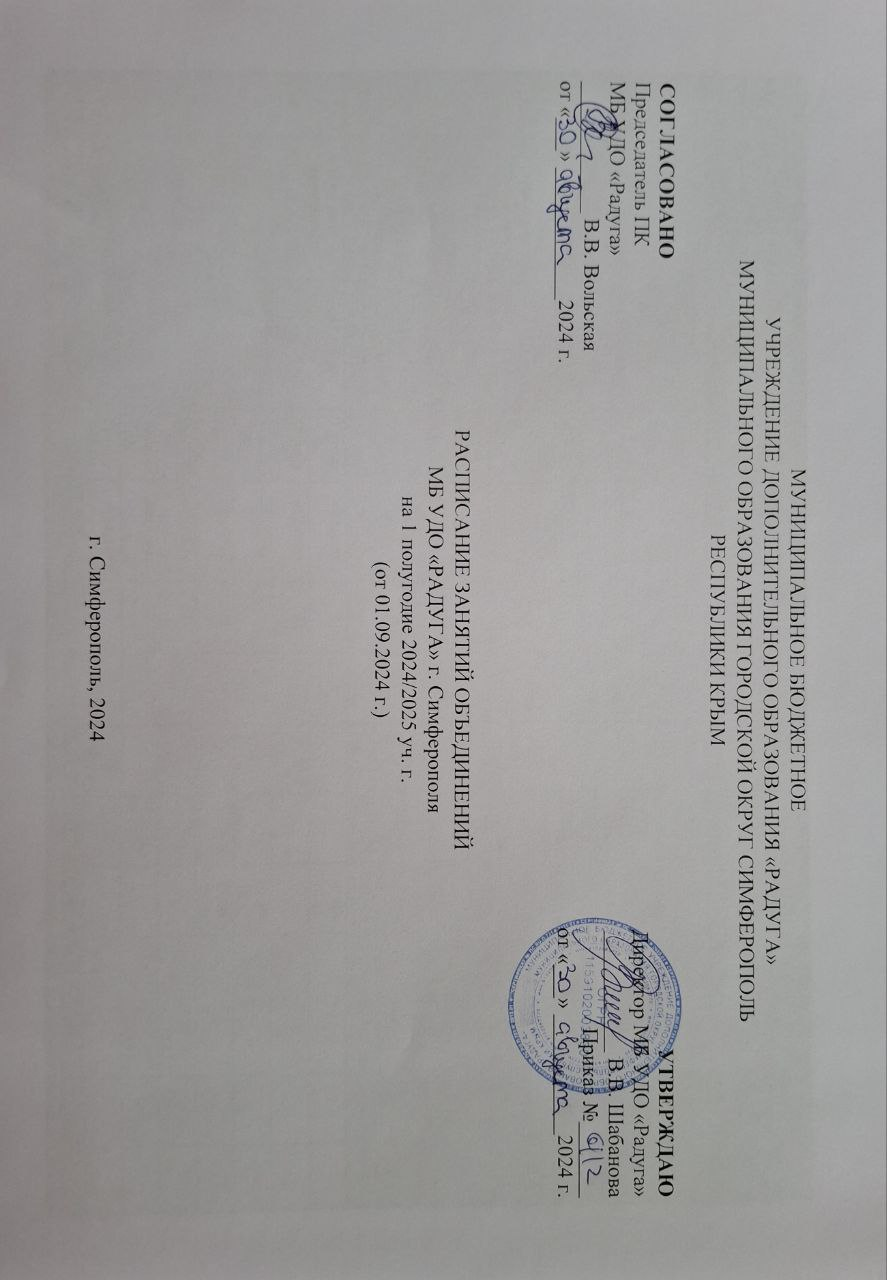 МУНИЦИПАЛЬНОЕ БЮДЖЕТНОЕ
УЧРЕЖДЕНИЕ ДОПОЛНИТЕЛЬНОГО ОБРАЗОВАНИЯ «РАДУГА»
МУНИЦИПАЛЬНОГО ОБРАЗОВАНИЯ ГОРОДСКОЙ ОКРУГ СИМФЕРОПОЛЬ
РЕСПУБЛИКИ КРЫМ
СОГЛАСОВАНО
Председатель ПК
МБ УДО «Радуга»
В.В. Вольская
от «30» августа 2024 г.
УТВЕРЖДАЮ
Директор МБ УДО «Радуга»
В.В. Шабанова
Приказ №
от «30» августа 2024 г.
РАСПИСАНИЕ ЗАНЯТИЙ ОБЪЕДИНЕНИЙ
МБ УДО «РАДУГА» г. Симферополя
на 1 полугодие 2024/2025 уч. г.
(от 01.09.2024 г.)
г. Симферополь, 2024